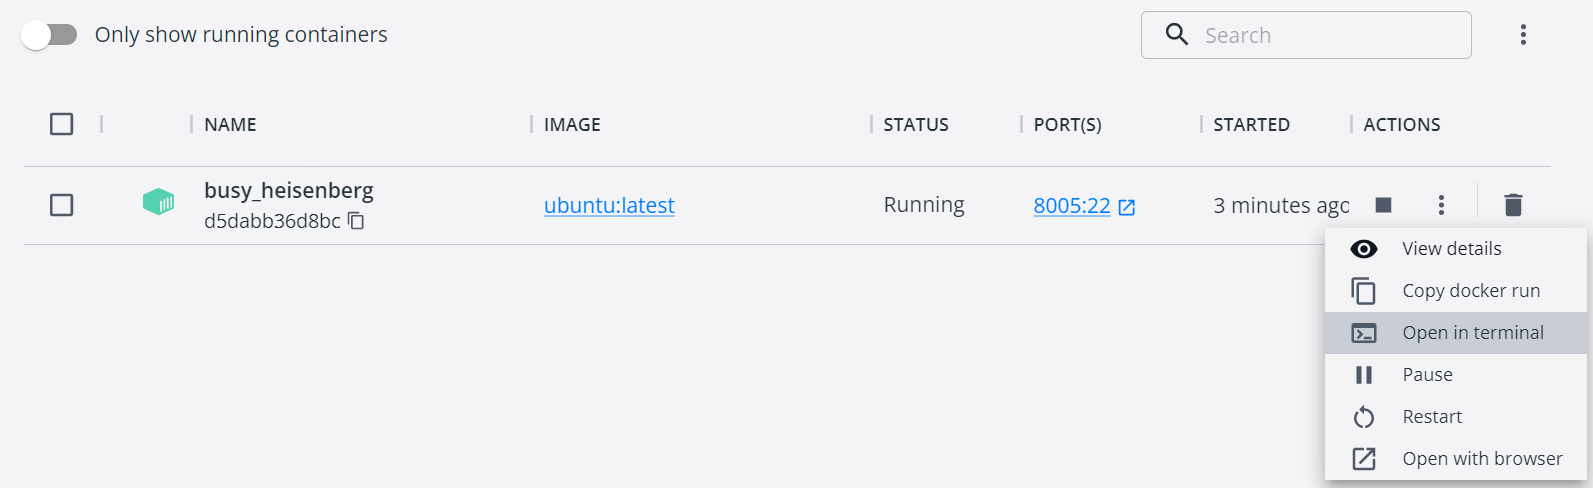 Only show running containers
Search
NAME IMAGE STATUS PORT(S) STARTED ACTIONS
busy_heisenberg
d5dabb36d8bc
ubuntu:latest Running 8005:22 3 minutes ago
View details
Copy docker run
Open in terminal
Pause
Restart
Open with browser